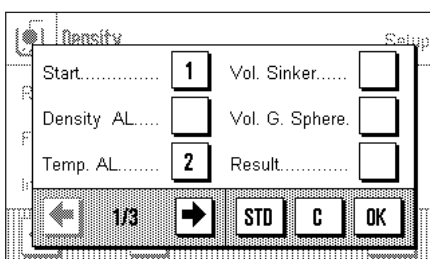 Density
Setup
Start............... 1 Vol. Sinker......
Density AL..... Vol. G. Sphere.
Temp. AL........ 2 Result............
1/3 STD C OK